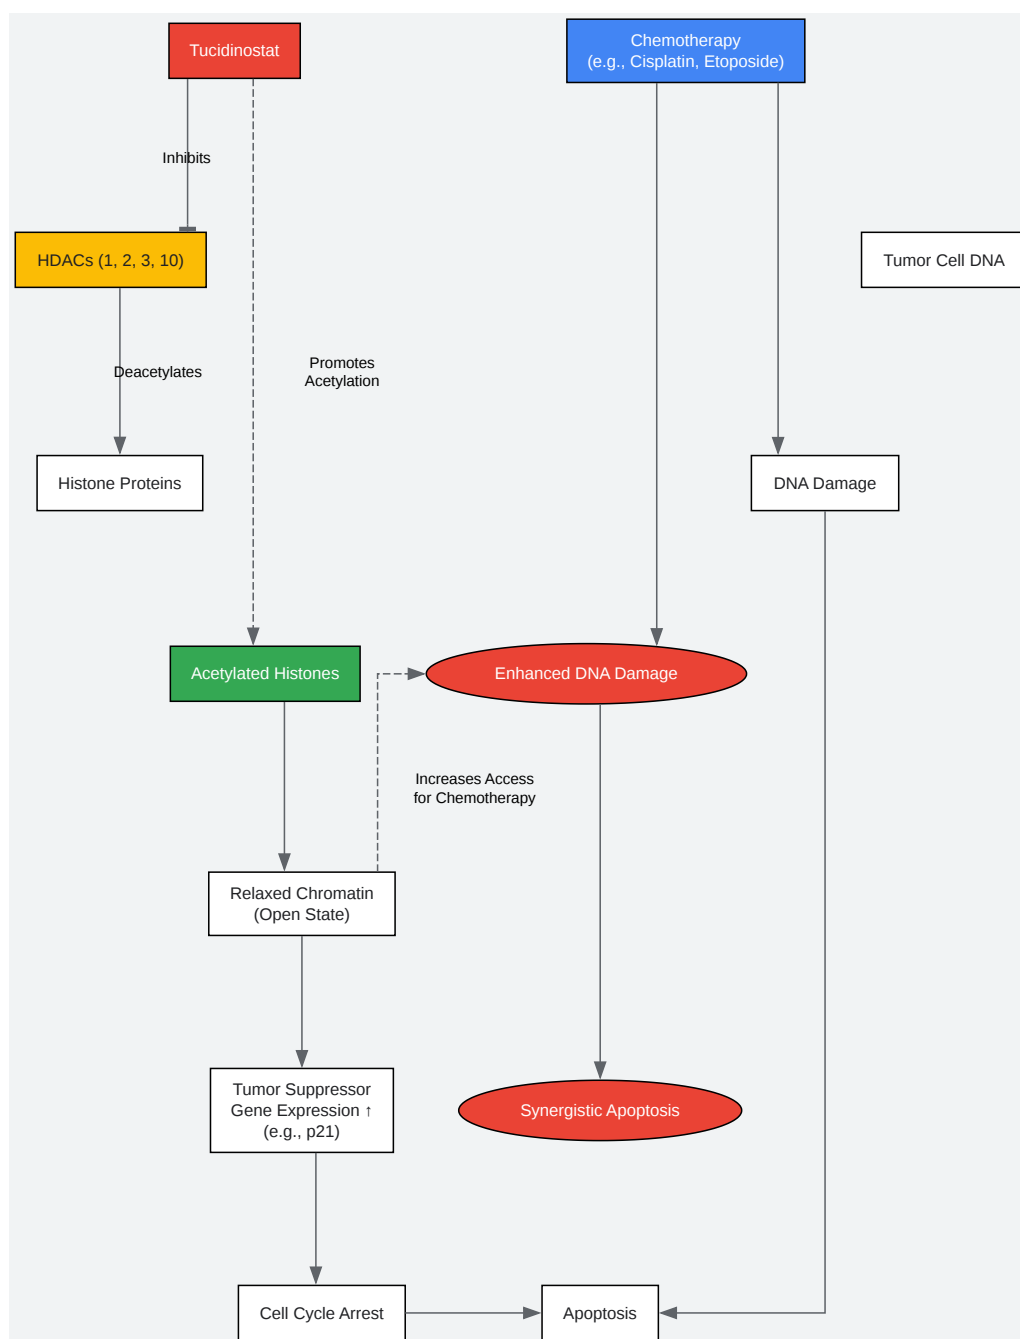 Tucidinostat
Chemotherapy
(e.g., Cisplatin, Etoposide)
Inhibits
HDACs (1, 2, 3, 10)
Tumor Cell DNA
Promotes
Acetylation
Deacetylates
Histone Proteins
DNA Damage
Acetylated Histones
Enhanced DNA Damage
Increases Access
for Chemotherapy
Relaxed Chromatin
(Open State)
Tumor Suppressor
Gene Expression ↑
(e.g., p21)
Synergistic Apoptosis
Cell Cycle Arrest
Apoptosis